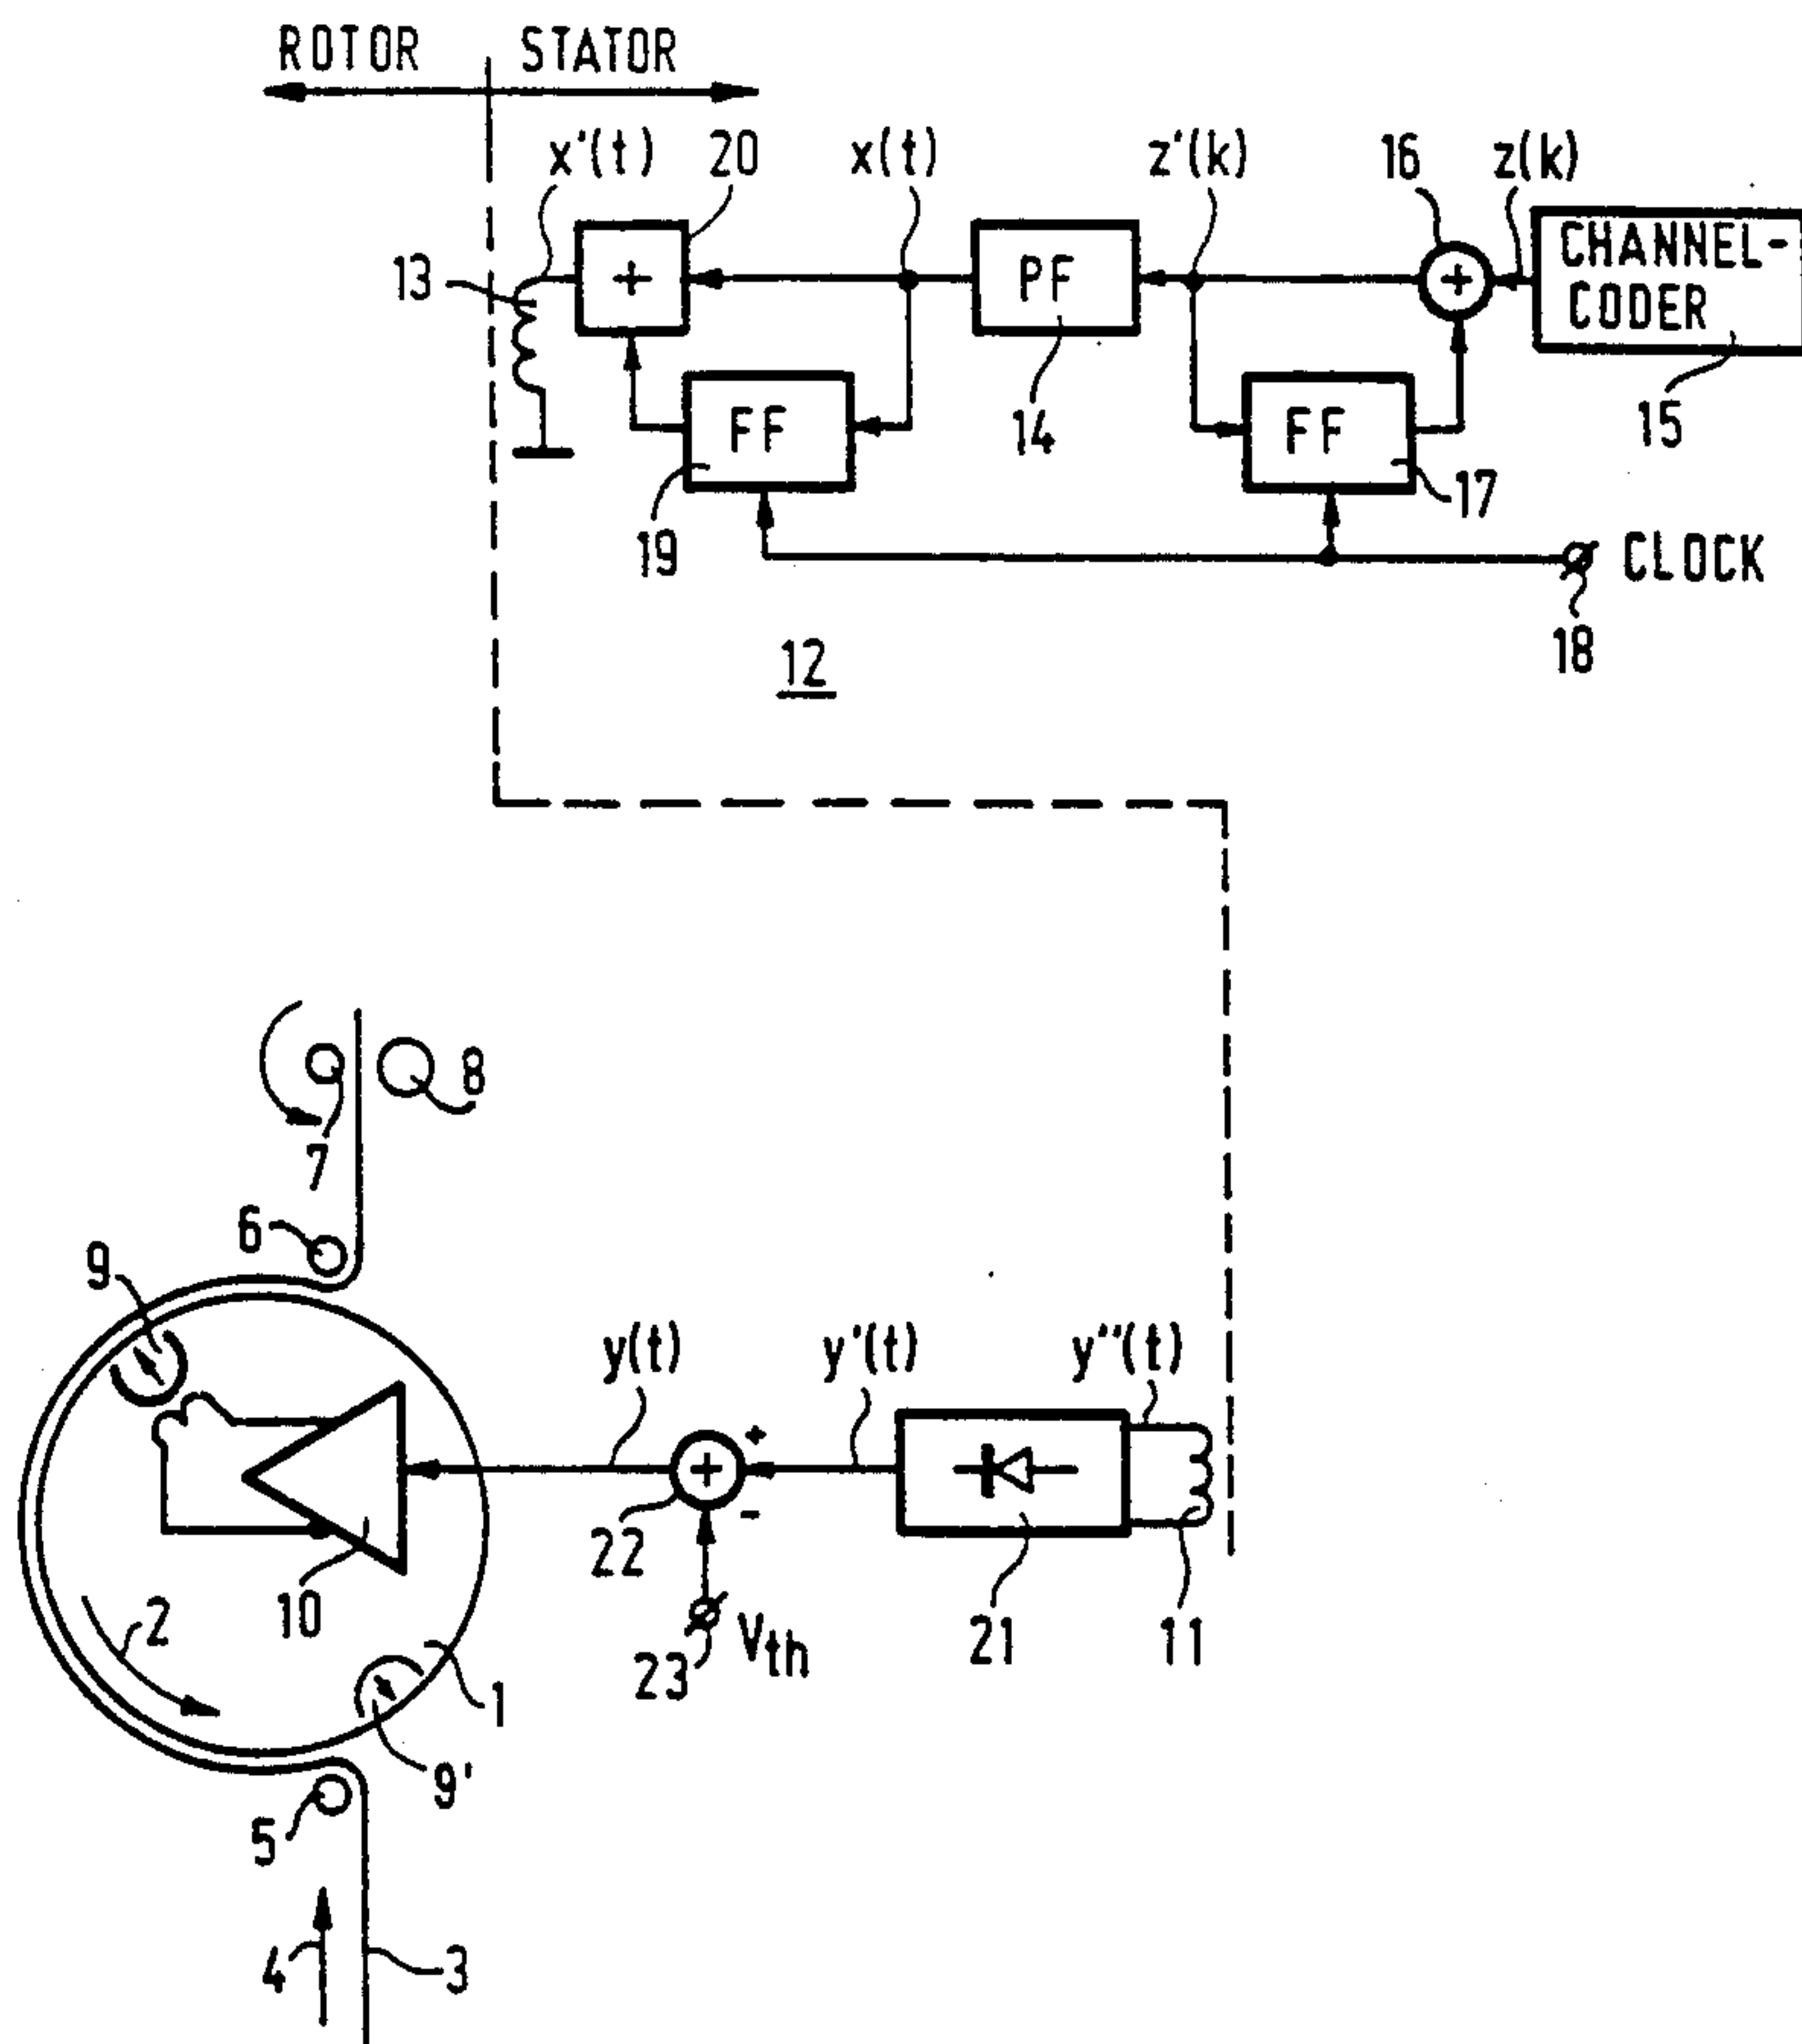 ROTOR STATOR
x'(t) 20 x(t) z'(k) 16 z(k)
13 + PF + CHANNEL-
CODER
FF 14 FF 15
19 17
CLOCK
12 18
8
7
6
9
y(t) y'(t) y''(t)
+ +
-
22
10 21 11
2 23 Vth
1
9'
5
4 3